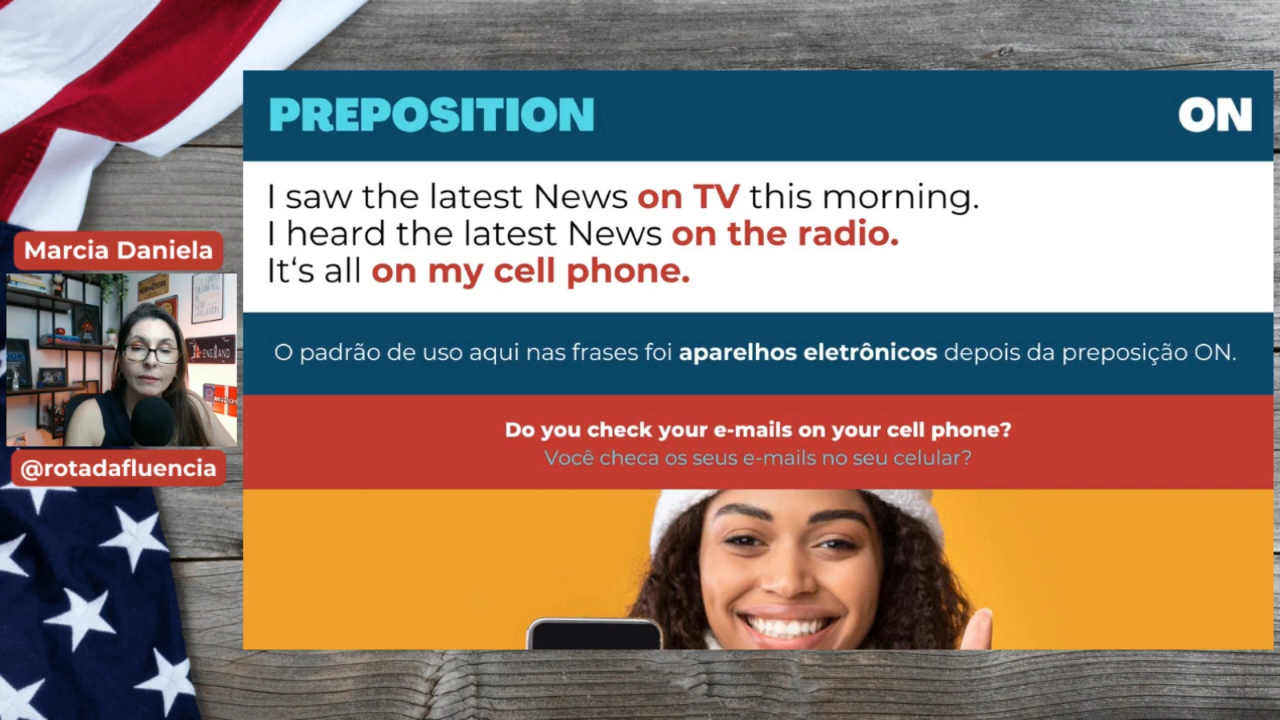 PREPOSITION
ON
I saw the latest News on TV this morning.
I heard the latest News on the radio.
It‘s all on my cell phone.
O padrão de uso aqui nas frases foi aparelhos eletrônicos depois da preposição ON.
Do you check your e-mails on your cell phone?
Você checa os seus e-mails no seu celular?
Marcia Daniela
ENGLAND
@rotadafluencia